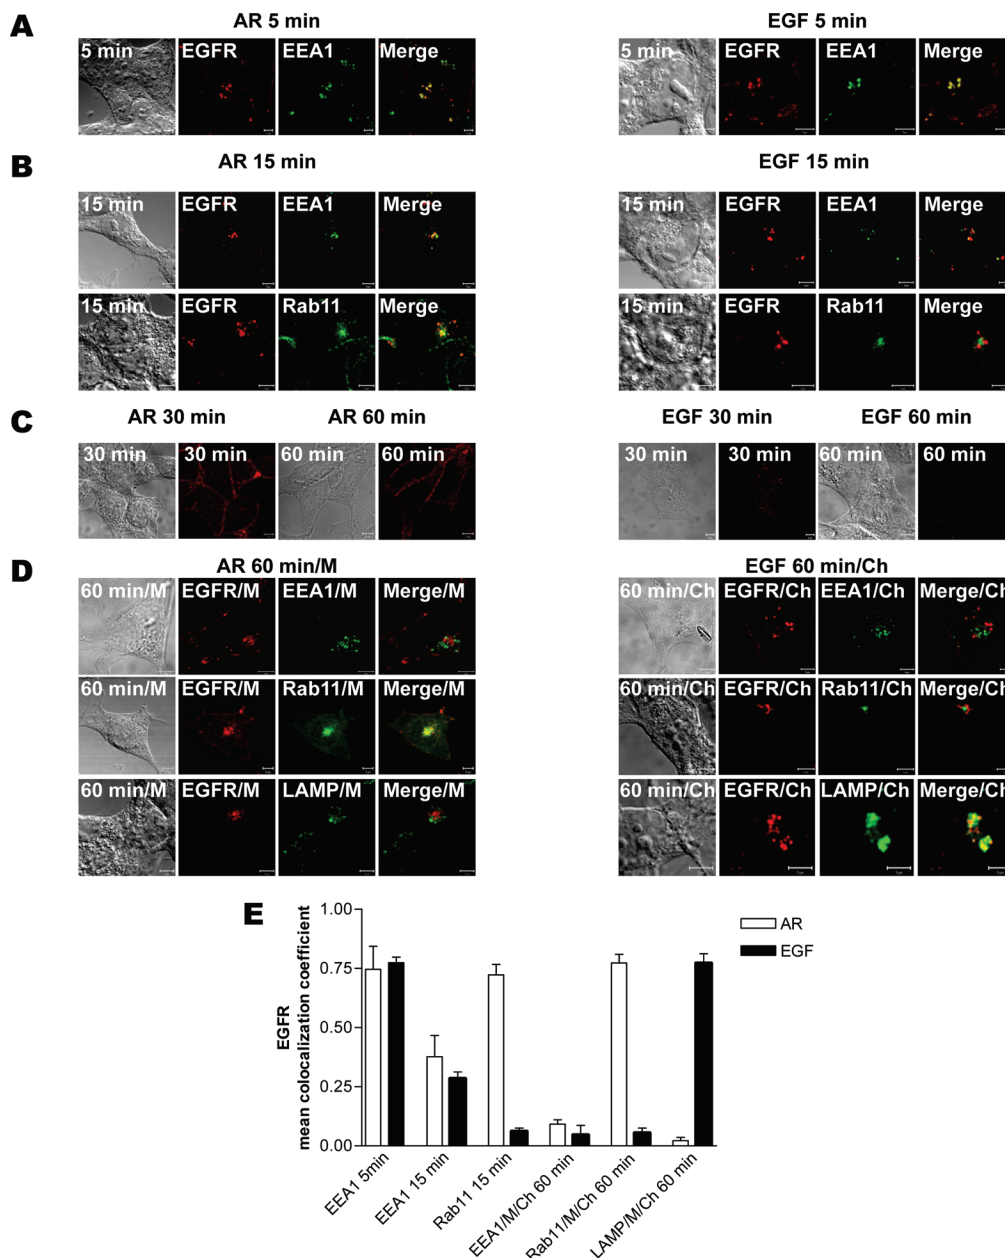 A
AR 5 min
EGF 5 min
5 min EGFR EEA1 Merge
5 min EGFR EEA1 Merge
B
AR 15 min
EGF 15 min
15 min EGFR EEA1 Merge
15 min EGFR EEA1 Merge
15 min EGFR Rab11 Merge
15 min EGFR Rab11 Merge
C
AR 30 min AR 60 min
EGF 30 min EGF 60 min
30 min 30 min 60 min 60 min
30 min 30 min 60 min 60 min
D
AR 60 min/M
EGF 60 min/Ch
60 min/M EGFR/M EEA1/M Merge/M
60 min/Ch EGFR/Ch EEA1/Ch Merge/Ch
60 min/M EGFR/M Rab11/M Merge/M
60 min/Ch EGFR/Ch Rab11/Ch Merge/Ch
60 min/M EGFR/M LAMP/M Merge/M
60 min/Ch EGFR/Ch LAMP/Ch Merge/Ch
E
EGFR
mean colocalization coefficient
1.00
0.75
0.50
0.25
0.00
AR
EGF
EEA1 5min
EEA1 15 min
Rab11 15 min
EEA1/M/Ch 60 min
Rab11/M/Ch 60 min
LAMP/M/Ch 60 min